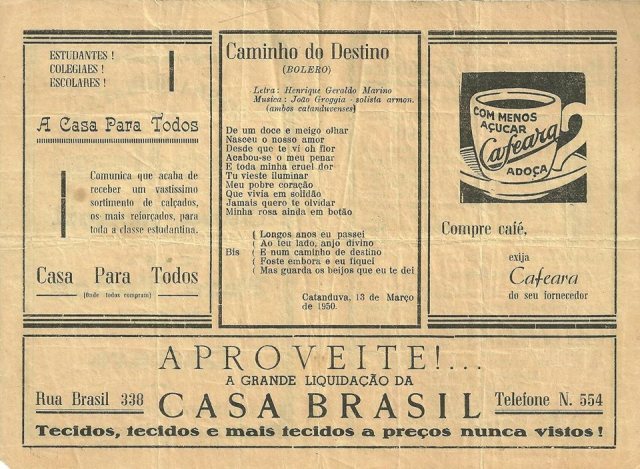 ESTUDANTES !
COLEGIAES !
ESCOLARES !
A Casa Para Todos
Comunica que acaba de
receber um vastissimo
sortimento de calçados,
os mais reforçados, para
toda a classe estudantina.
Casa Para Todos
(Onde todos compram)
Caminho do Destino
(BOLERO)
Letra : Henrique Geraldo Marino
Musica : João Groggia - solista armon.
(ambos catanduvenses)
De um doce e meigo olhar
Nasceu o nosso amor
Desde que te vi oh flor
Acabou-se o meu penar
E toda minha cruel dor
Tu vieste iluminar
Meu pobre coração
Que vivia em solidão
Jamais quero te olvidar
Minha rosa ainda em botão
( Longos anos eu passei
( Ao teu lado, anjo divino
Bis ( E num caminho de destino
( Foste embora e eu fiquei
( Mas guarda os beijos que eu te dei
Catanduva, 13 de Março
de 1950.
COM MENOS
AÇUCAR
Cafeara
ADOÇA
Compre café,
exija
Cafeara
do seu fornecedor
APROVEITE!...
A GRANDE LIQUIDAÇÃO DA
Rua Brasil 338 CASA BRASIL Telefone N. 554
Tecidos, tecidos e mais tecidos a preços nunca vistos !